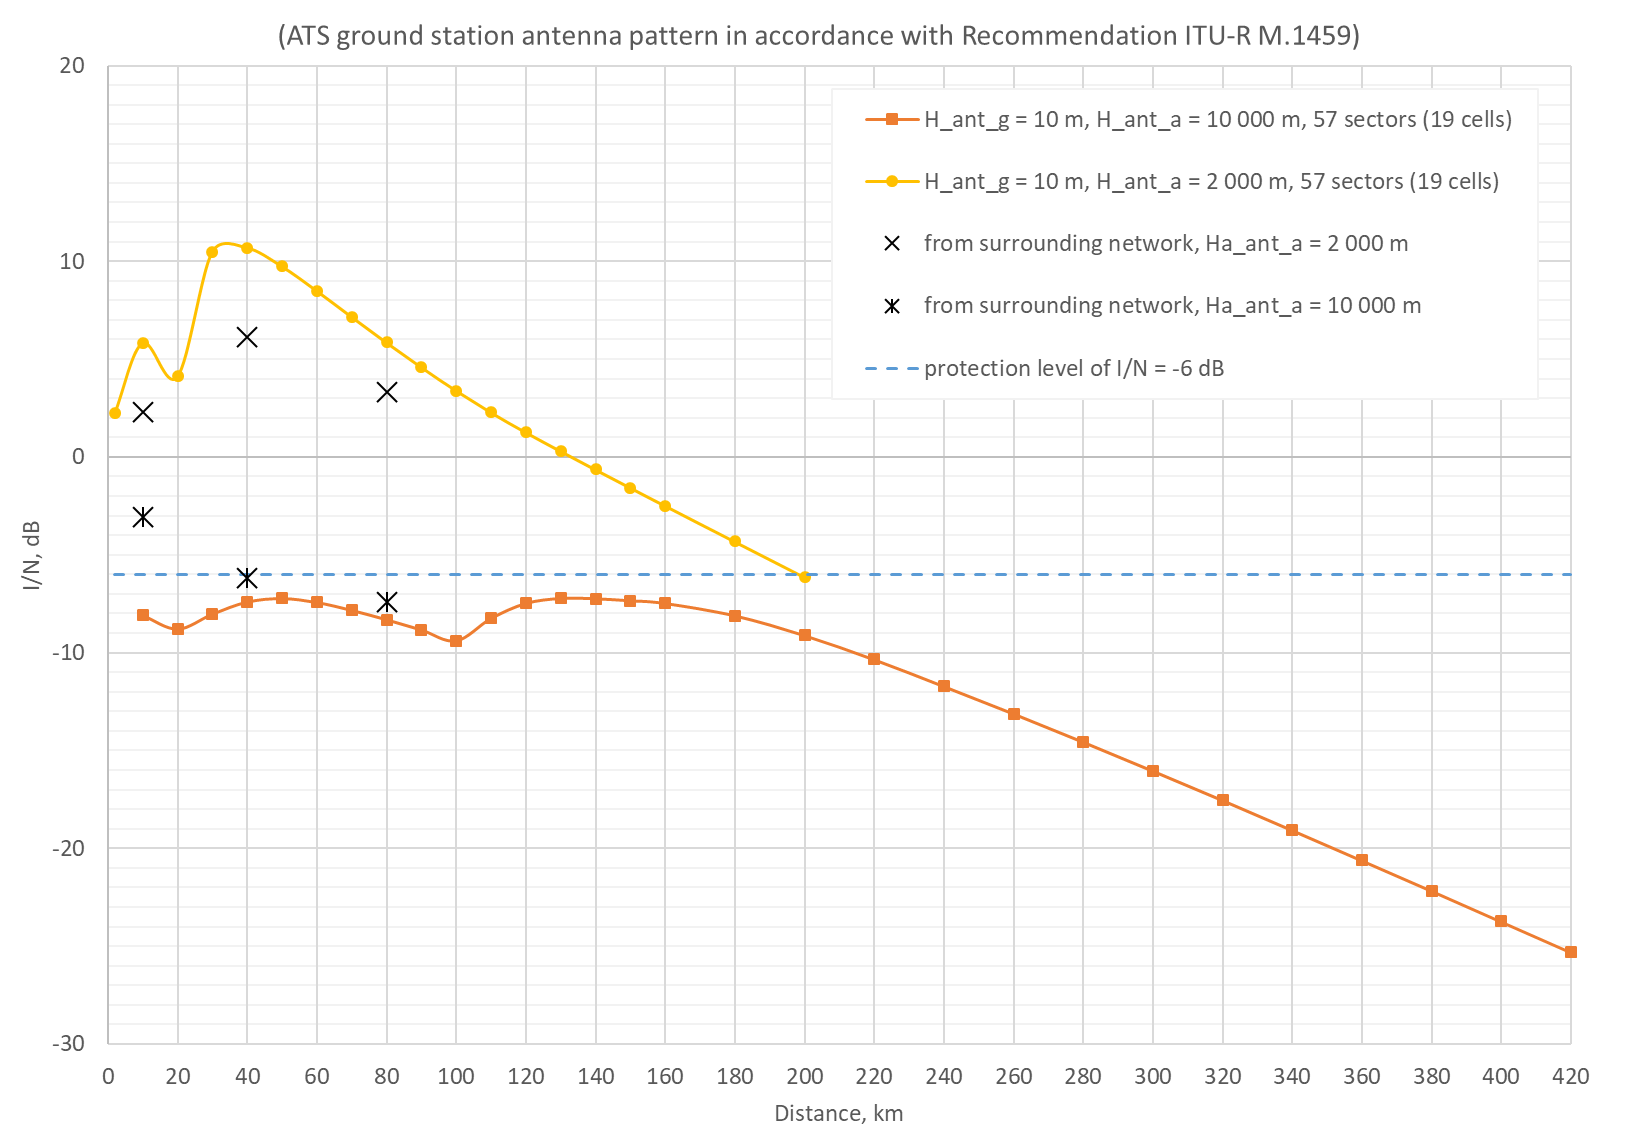 (ATS ground station antenna pattern in accordance with Recommendation ITU-R M.1459)
20
10
0
-10
-20
-30
I/N, dB
H_ant_g = 10 m, H_ant_a = 10 000 m, 57 sectors (19 cells)
H_ant_g = 10 m, H_ant_a = 2 000 m, 57 sectors (19 cells)
from surrounding network, Ha_ant_a = 2 000 m
from surrounding network, Ha_ant_a = 10 000 m
protection level of I/N = -6 dB
0 20 40 60 80 100 120 140 160 180 200 220 240 260 280 300 320 340 360 380 400 420
Distance, km